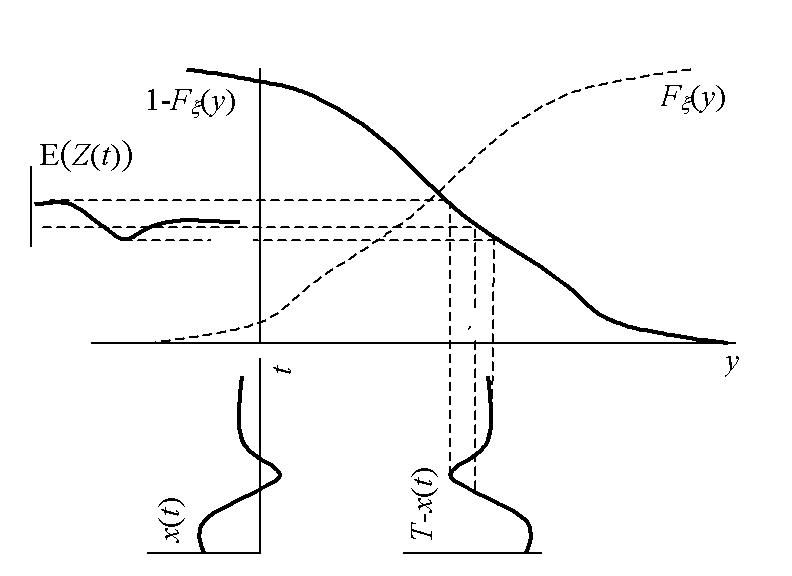 1-Fξ(y)
Fξ(y)
E(Z(t))
y
t
x(t)
T-x(t)